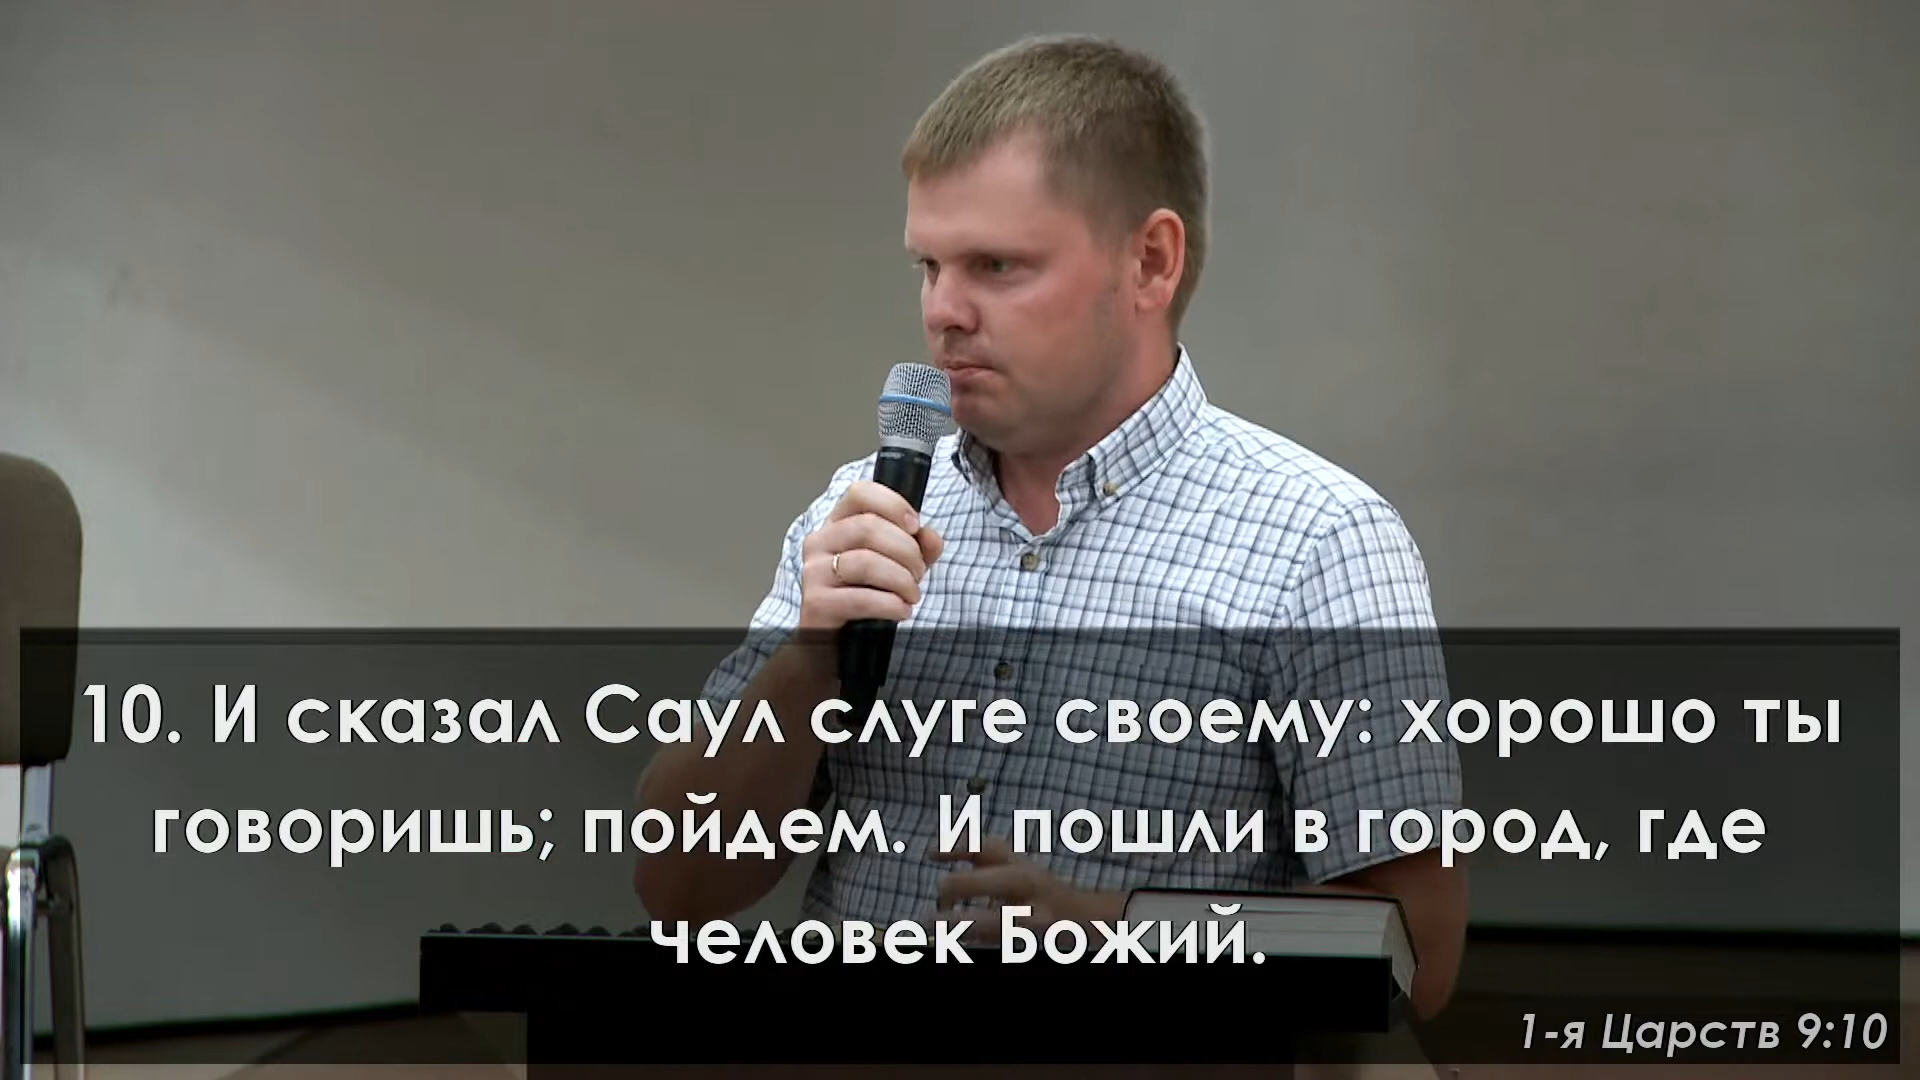 10. И сказал Саул слуге своему: хорошо ты
говоришь; пойдем. И пошли в город, где
человек Божий.
1-я Царств 9:10